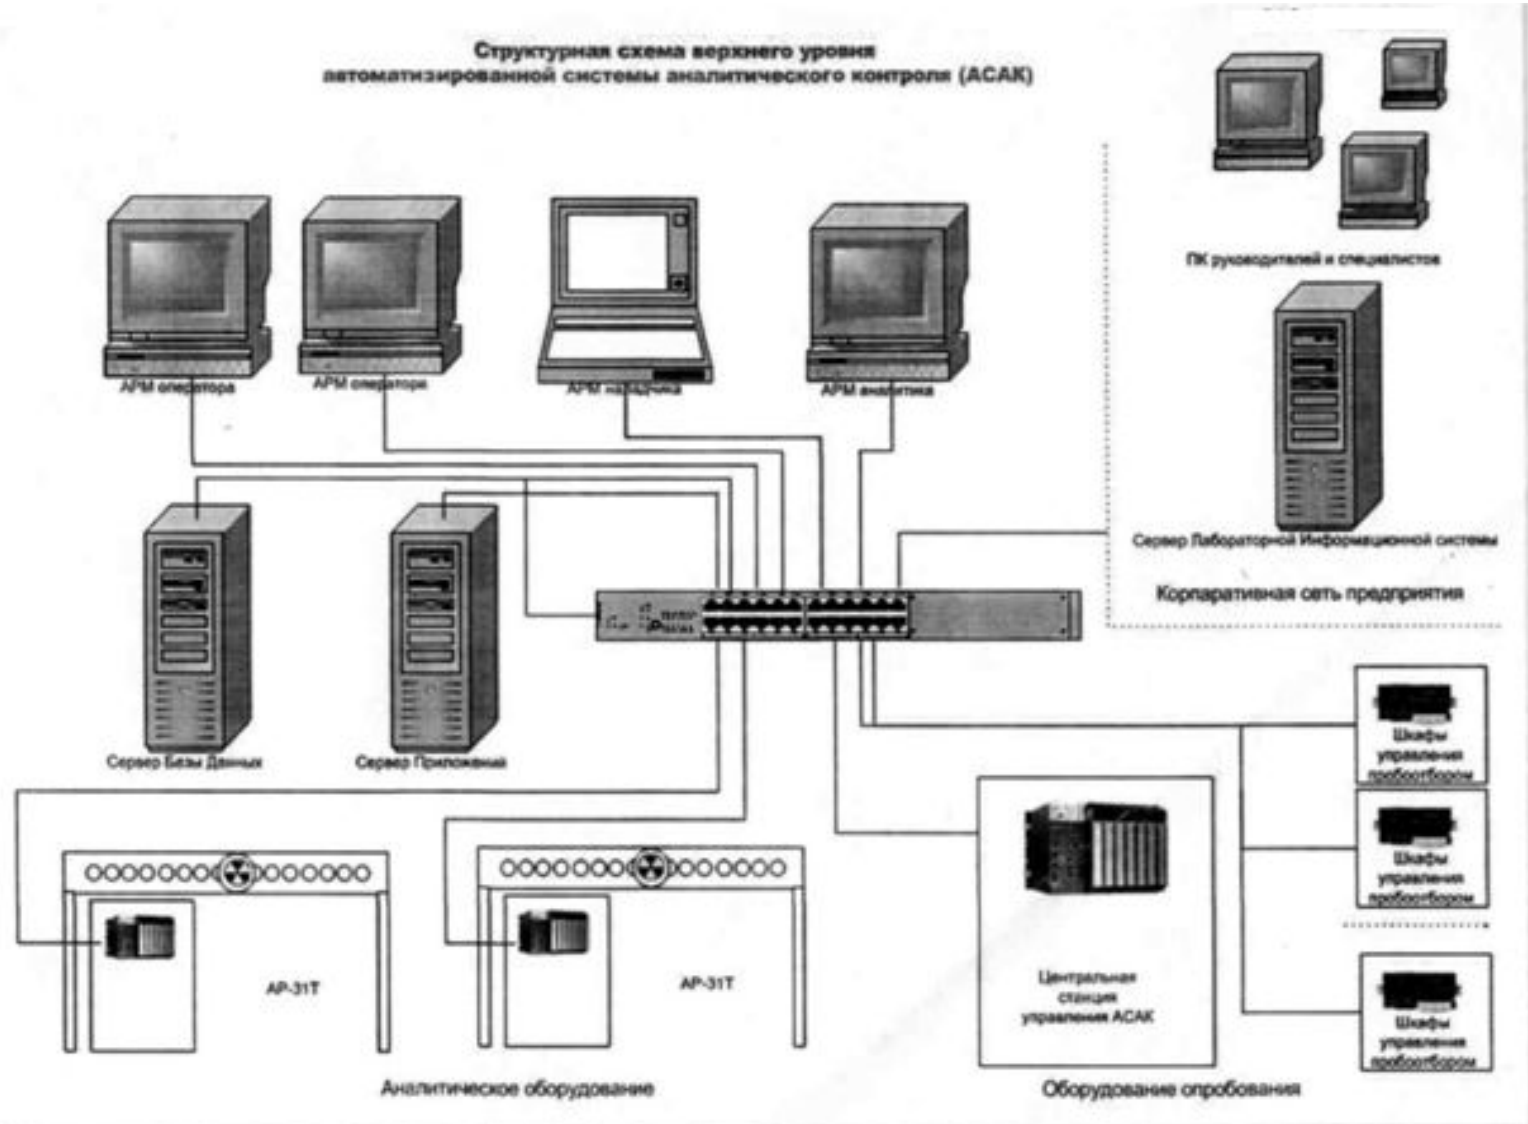 Структурная схема верхнего уровня
автоматизированной системы аналитического контроля (АСАК)
ПК руководителей и специалистов
АРМ оператора
АРМ оператора
АРМ наладчика
АРМ аналитика
Сервер Лабораторной Информационной системы
Корпаративная сеть предприятия
Сервер Базы Данных
Сервер Приложений
Шкафы
управления
пробоотбором
Шкафы
управления
пробоотбором
Шкафы
управления
пробоотбором
АР-31Т
АР-31Т
Центральная
станция
управления АСАК
Аналитическое оборудование
Оборудование опробования